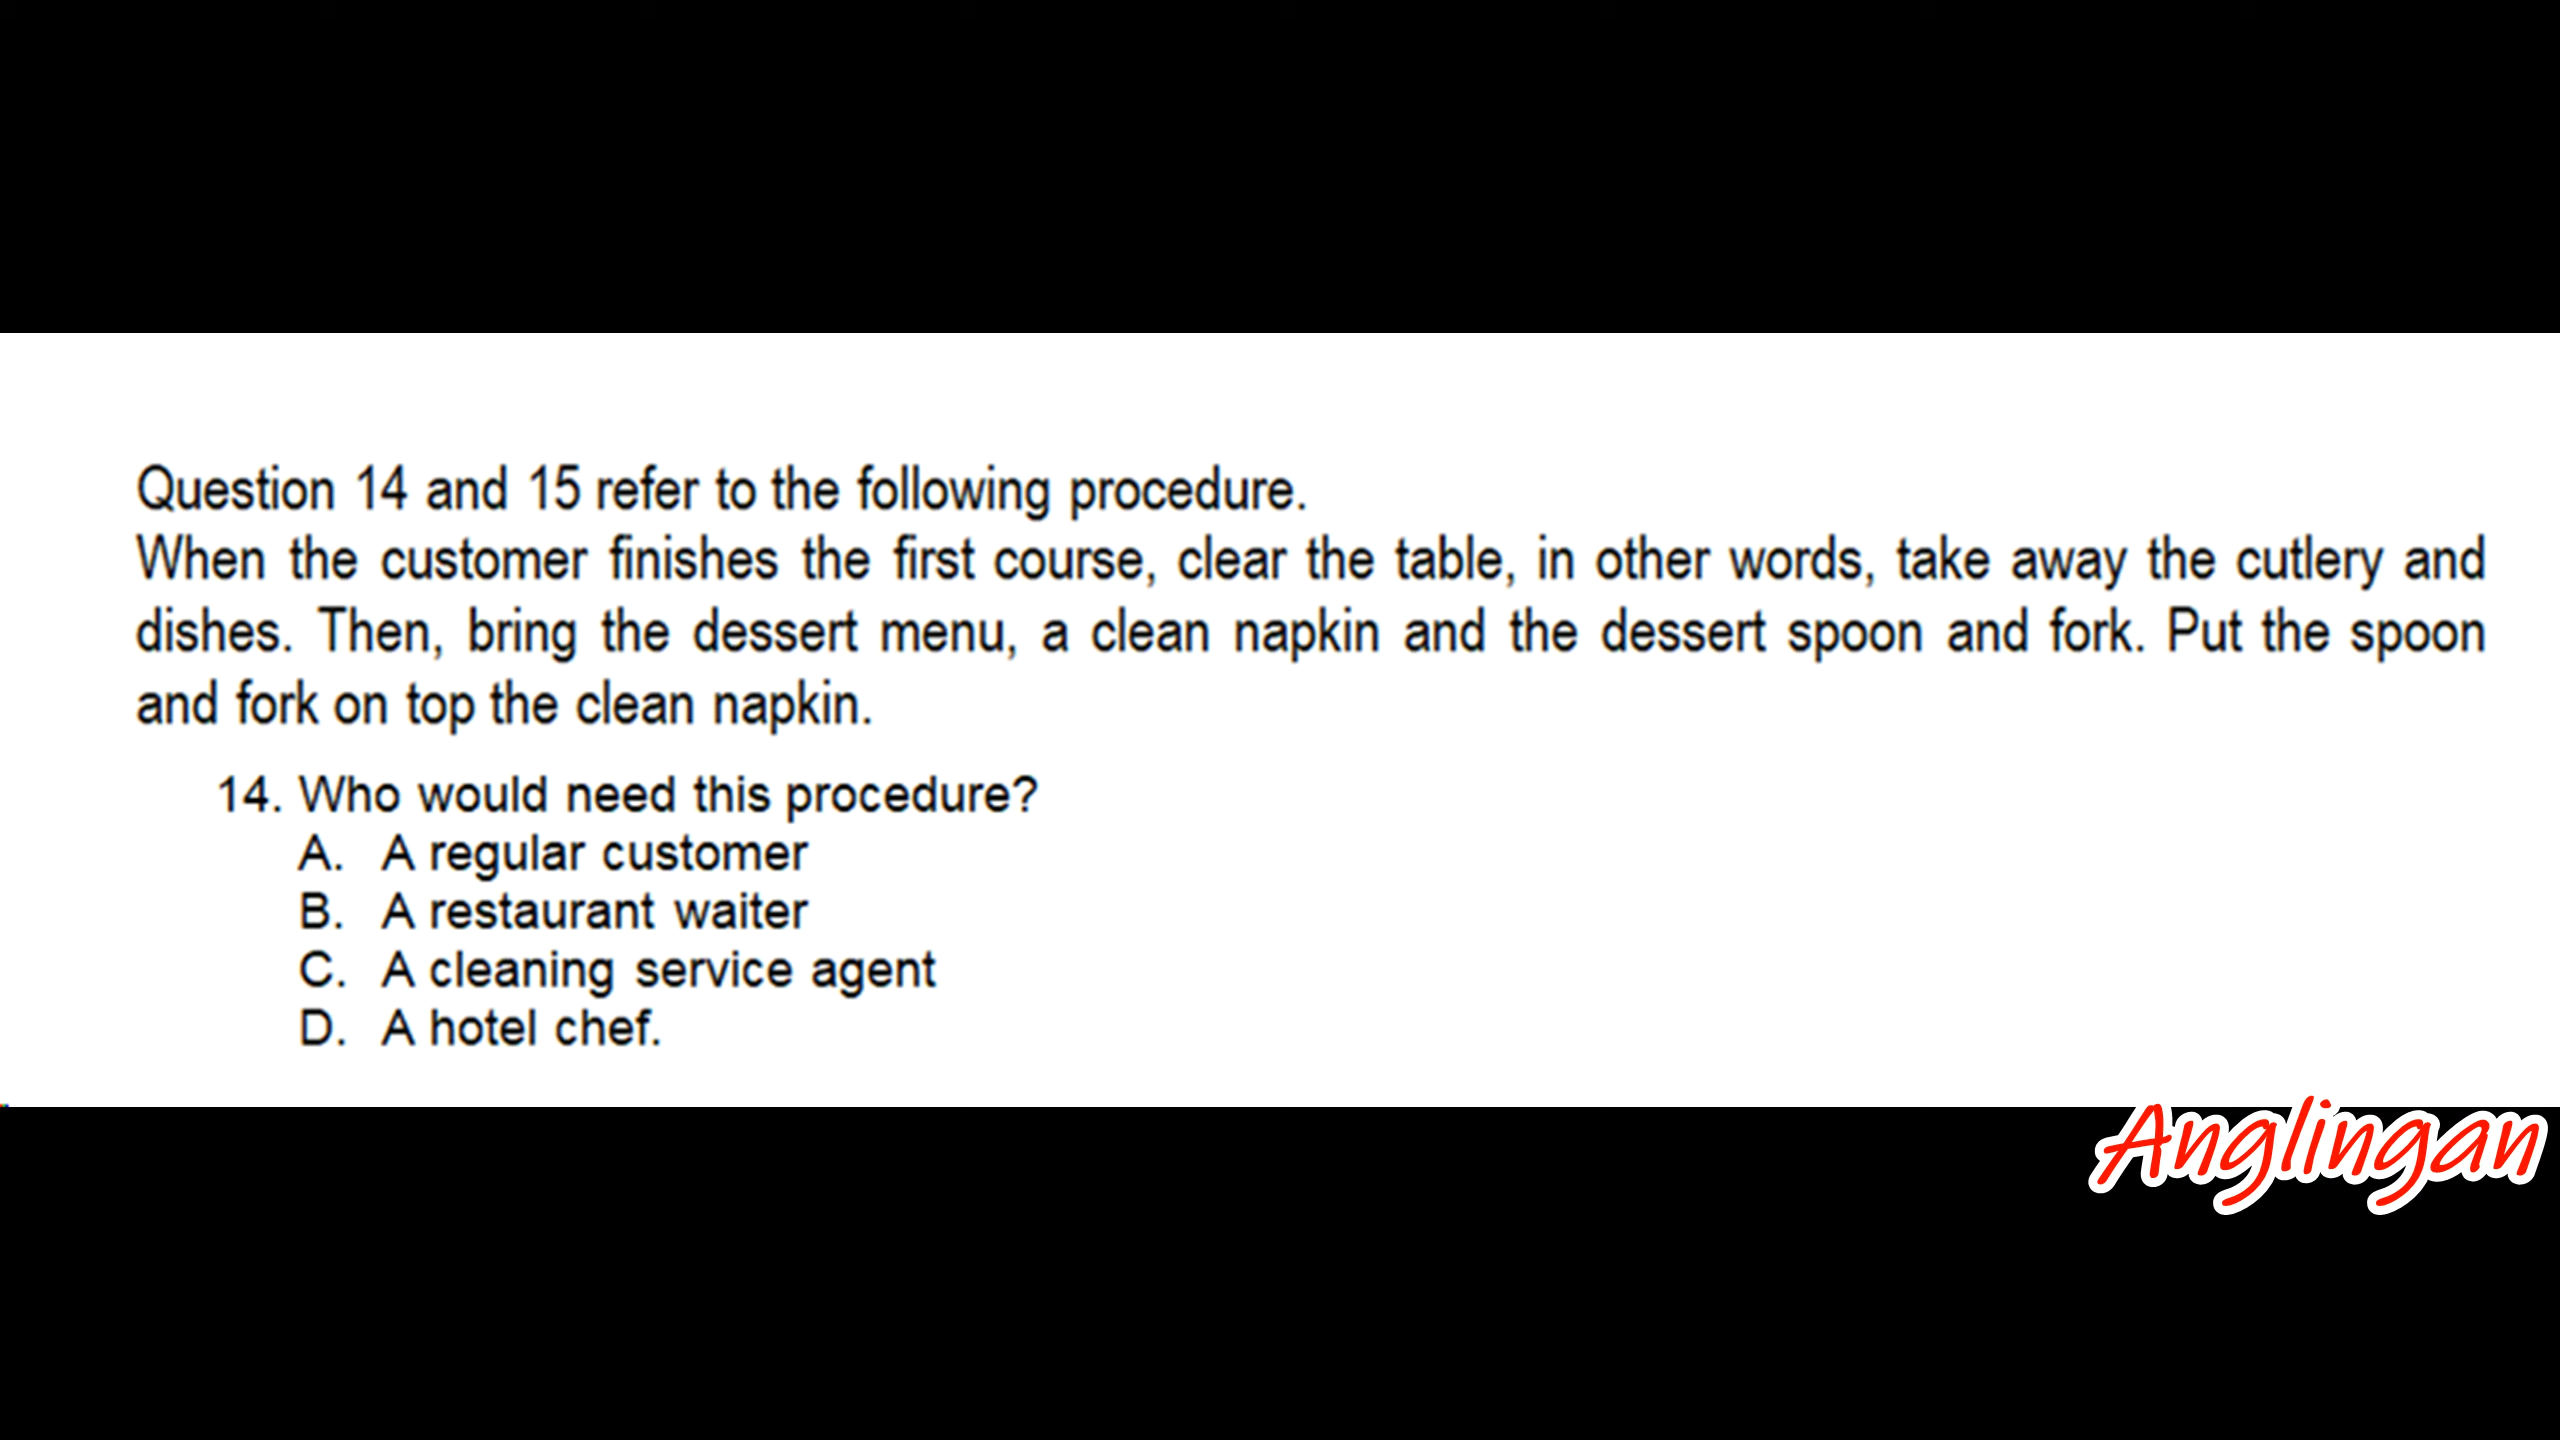 Question 14 and 15 refer to the following procedure.
When the customer finishes the first course, clear the table, in other words, take away the cutlery and
dishes. Then, bring the dessert menu, a clean napkin and the dessert spoon and fork. Put the spoon
and fork on top the clean napkin.
14. Who would need this procedure?
A. A regular customer
B. A restaurant waiter
C. A cleaning service agent
D. A hotel chef.
Anglingan